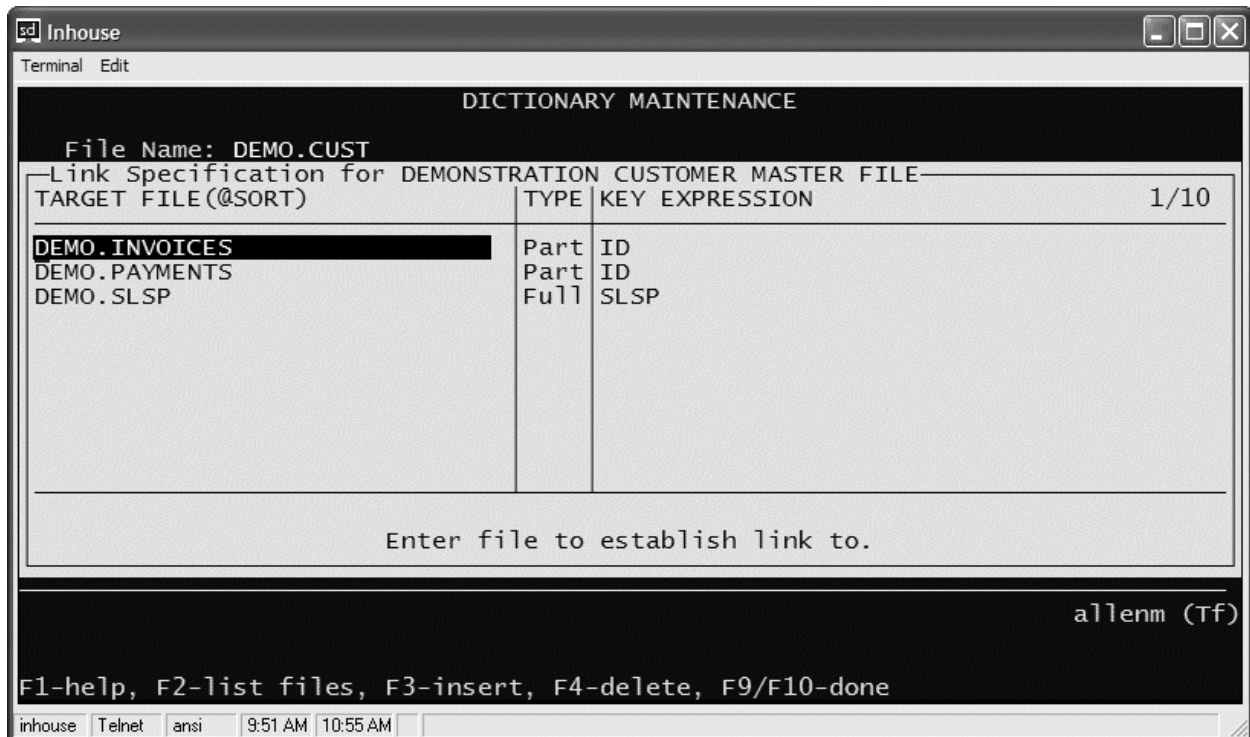 sd Inhouse
Terminal Edit
DICTIONARY MAINTENANCE
File Name: DEMO.CUST
Link Specification for DEMONSTRATION CUSTOMER MASTER FILE
TARGET FILE(@SORT) TYPE KEY EXPRESSION 1/10
DEMO.INVOICES Part ID
DEMO.PAYMENTS Part ID
DEMO.SLSP Full SLSP
Enter file to establish link to.
allenm (Tf)
F1-help, F2-list files, F3-insert, F4-delete, F9/F10-done
inhouse Telnet ansi 9:51 AM 10:55 AM